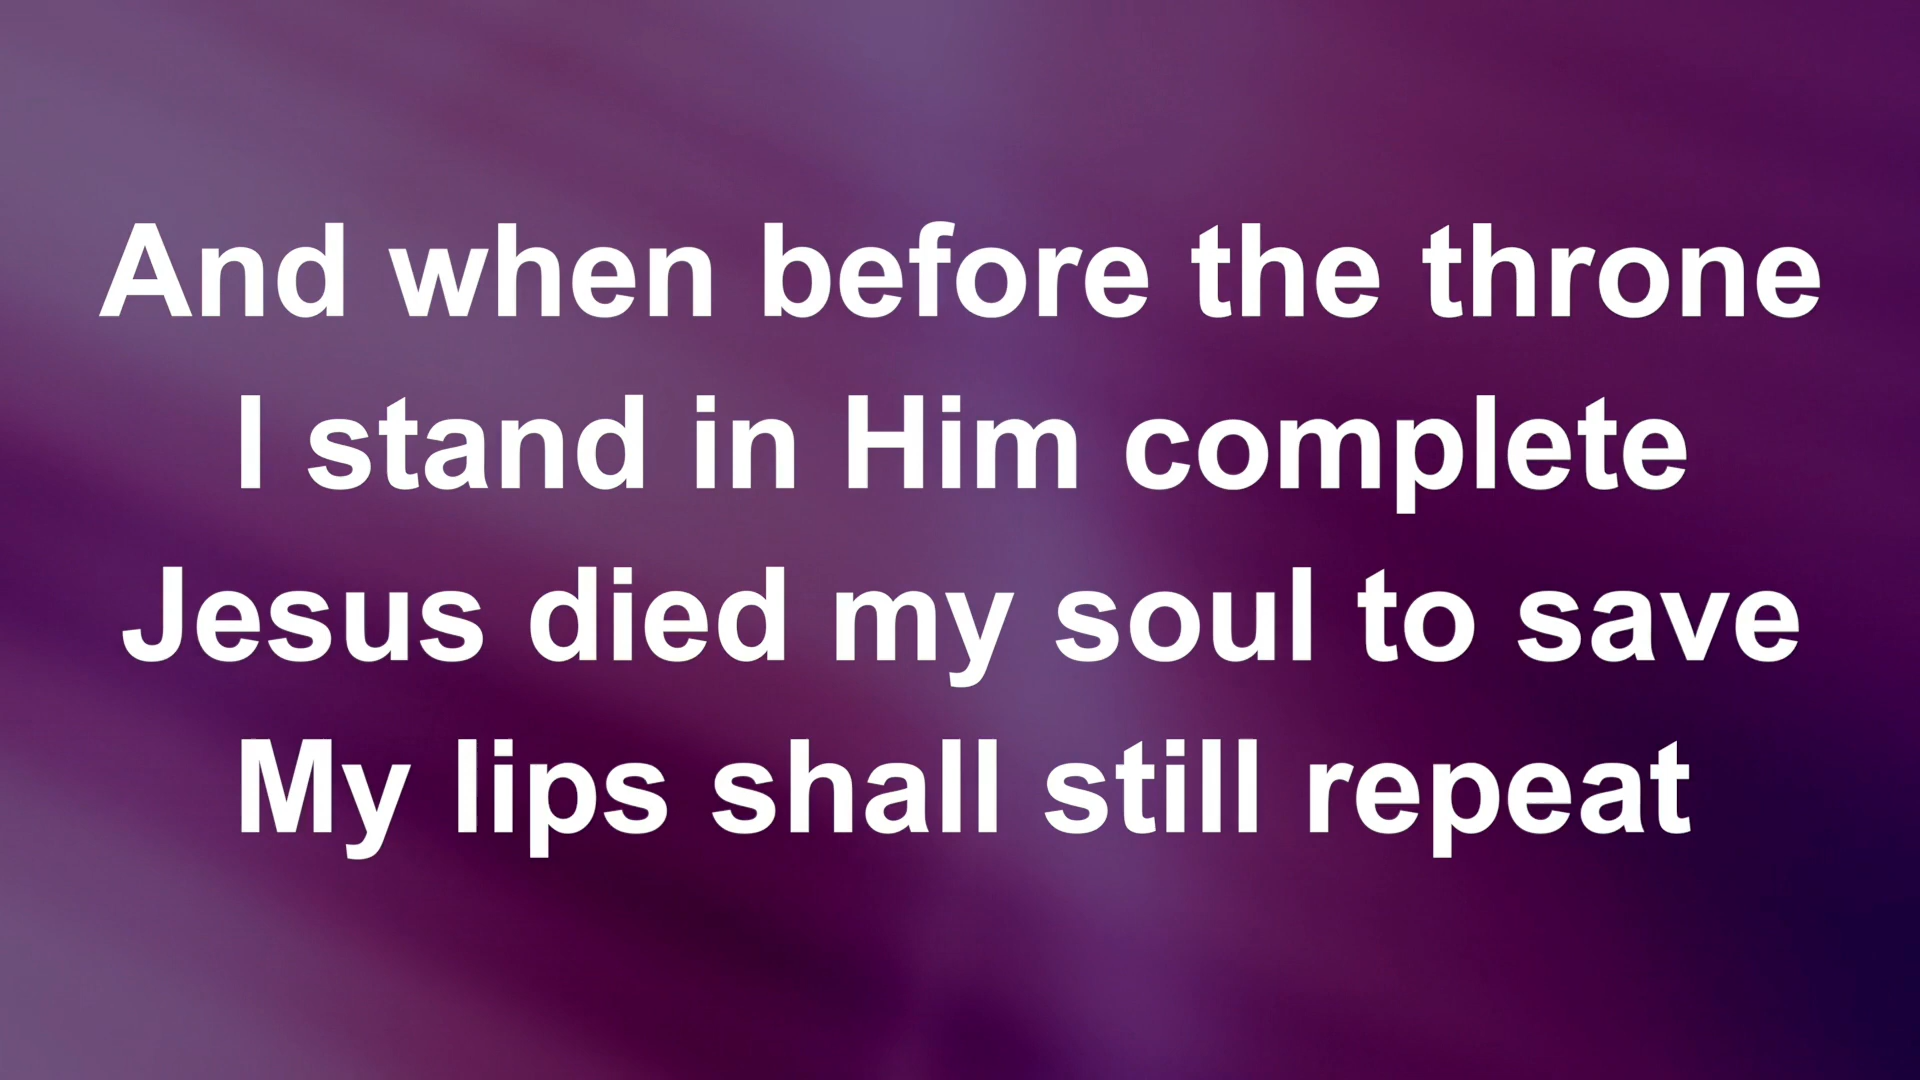 And when before the throne
I stand in Him complete
Jesus died my soul to save
My lips shall still repeat